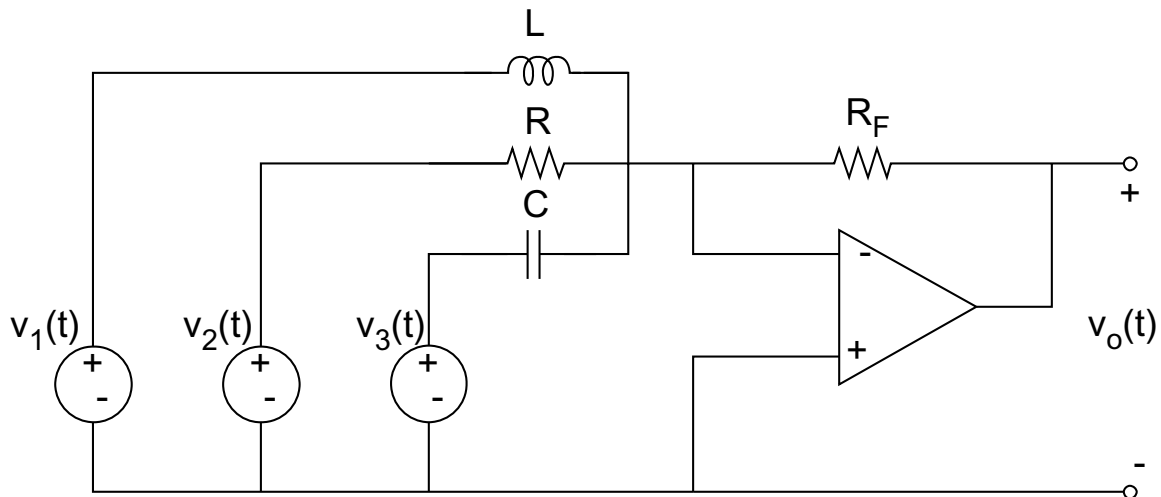 L
R
R_F
+
C
-
v_1(t)
v_2(t)
v_3(t)
v_o(t)
+
+
+
+
-
-
-
-